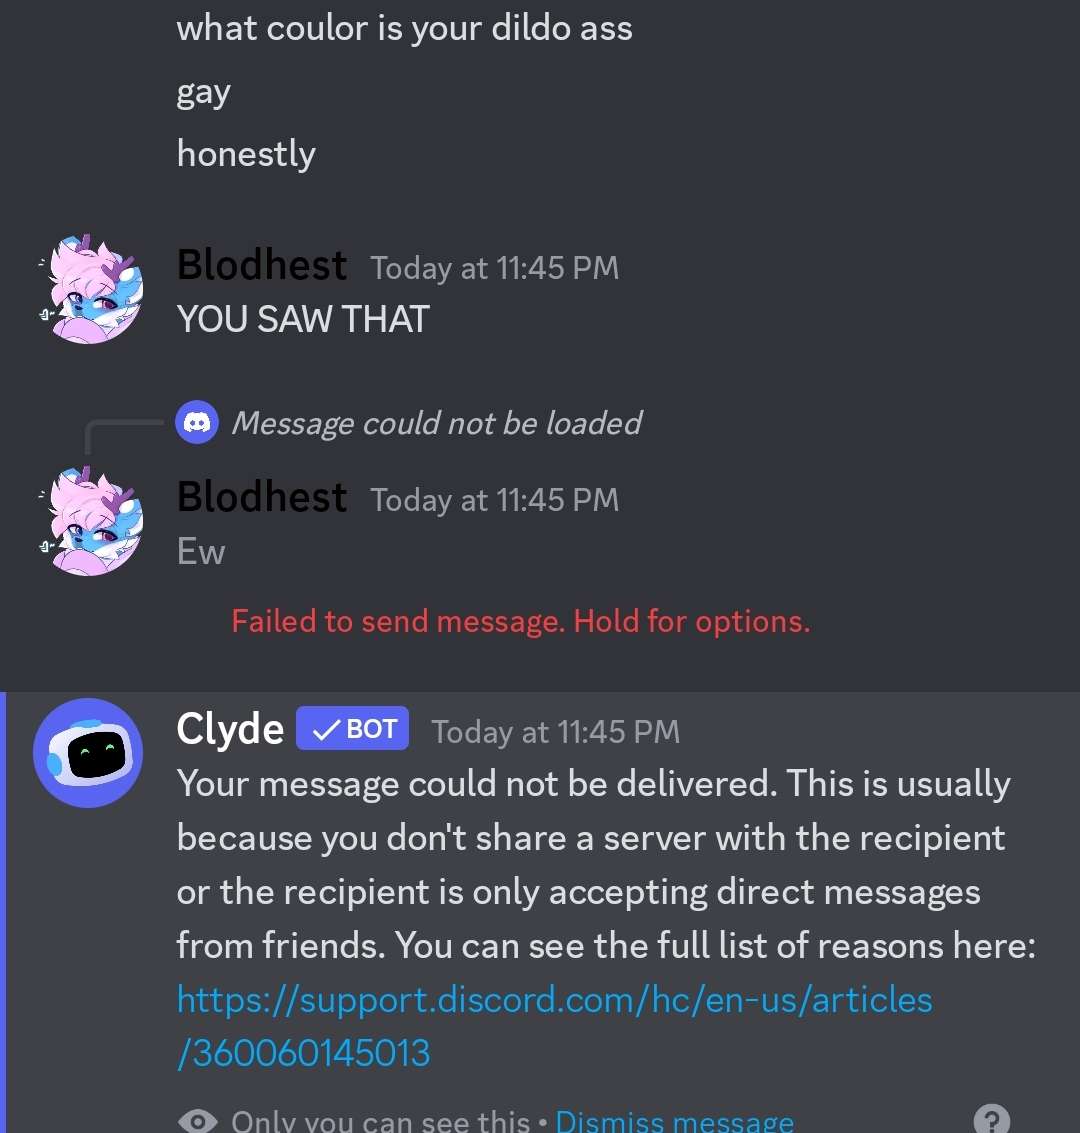 what coulor is your dildo ass
gay
honestly
Blodhest Today at 11:45 PM
YOU SAW THAT
Message could not be loaded
Blodhest Today at 11:45 PM
Ew
Failed to send message. Hold for options.
Clyde ✓ BOT Today at 11:45 PM
Your message could not be delivered. This is usually
because you don't share a server with the recipient
or the recipient is only accepting direct messages
from friends. You can see the full list of reasons here:
https://support.discord.com/hc/en-us/articles
/360060145013
Only you can see this • Dismiss message ?